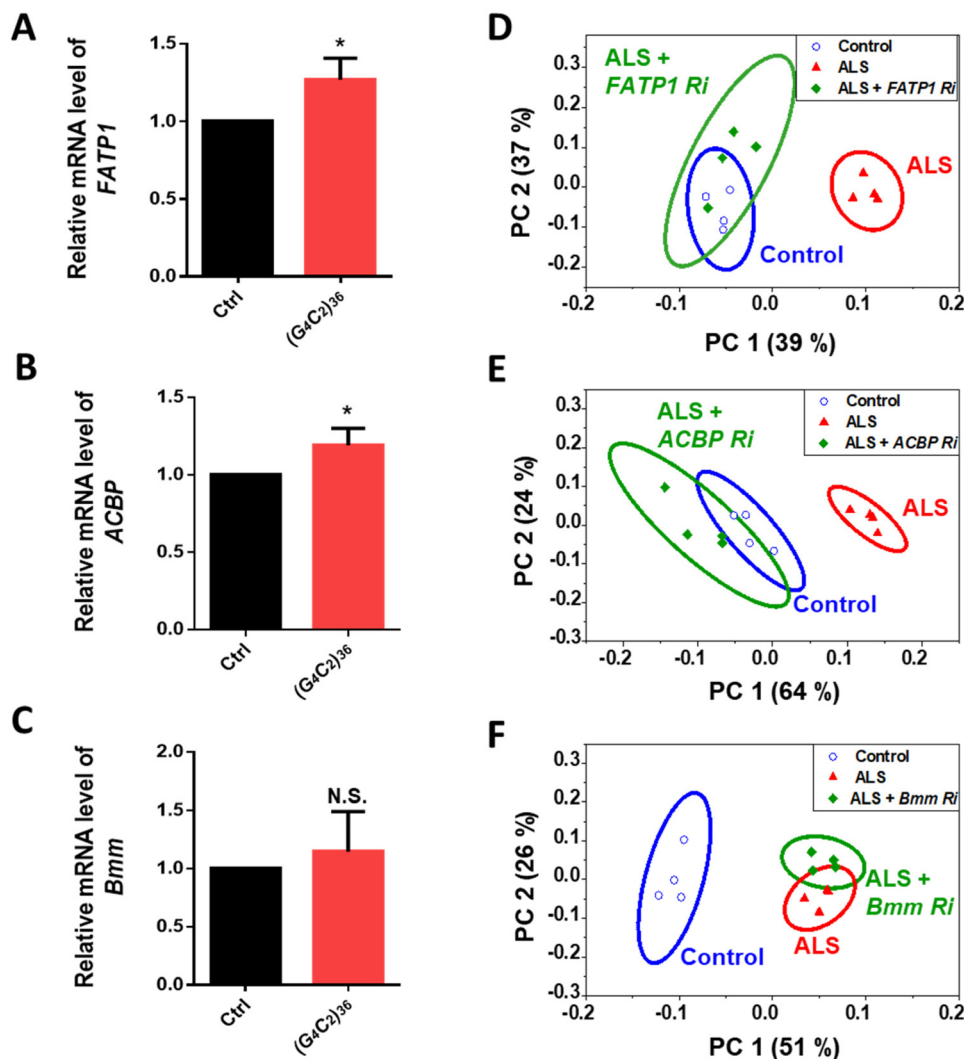 A
Relative mRNA level of
FATP1
1.5
1.0
0.5
0.0
*
Ctrl
(G4C2)36
B
Relative mRNA level of
ACBP
1.5
1.0
0.5
0.0
*
Ctrl
(G4C2)36
C
Relative mRNA level of
Bmm
2.0
1.5
1.0
0.5
0.0
N.S.
Ctrl
(G4C2)36
D
PC 2 (37 %)
0.3
0.2
0.1
0.0
-0.1
-0.2
ALS +
FATP1 Ri
Control
ALS
ALS + FATP1 Ri
ALS
Control
-0.2
-0.1
0.0
0.1
0.2
PC 1 (39 %)
E
PC 2 (24 %)
0.3
0.2
0.1
0.0
-0.1
-0.2
-0.3
ALS +
ACBP Ri
Control
ALS
ALS + ACBP Ri
ALS
Control
-0.2
-0.1
0.0
0.1
0.2
PC 1 (64 %)
F
PC 2 (26 %)
0.3
0.2
0.1
0.0
-0.1
-0.2
-0.3
Control
ALS
ALS + Bmm Ri
ALS +
Bmm Ri
ALS
Control
-0.2
-0.1
0.0
0.1
0.2
PC 1 (51 %)